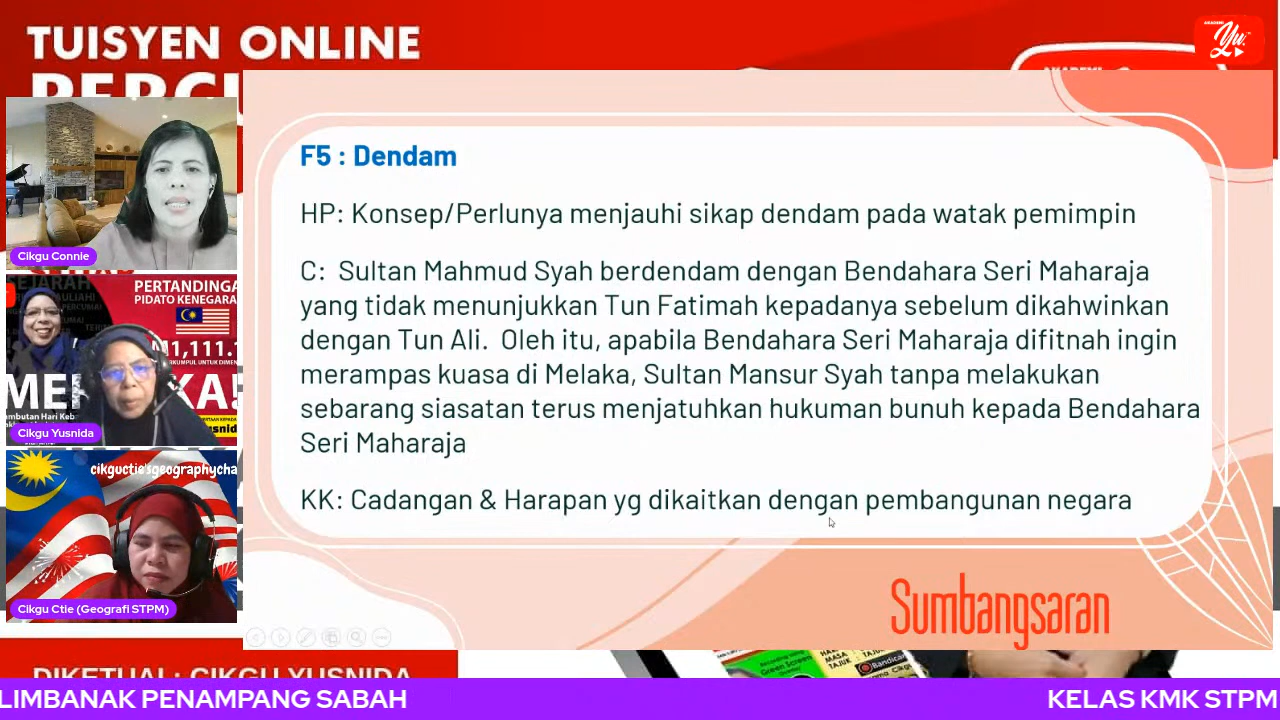 TUISYEN ONLINE
Cikgu Connie
PERTANDINGA
PIDATO KENEGARA
Cikgu Yusnida
cikguctie'sgeographycha
Cikgu Ctie (Geografi STPM)
F5 : Dendam
HP: Konsep/Perlunya menjauhi sikap dendam pada watak pemimpin
C: Sultan Mahmud Syah berdendam dengan Bendahara Seri Maharaja
yang tidak menunjukkan Tun Fatimah kepadanya sebelum dikahwinkan
dengan Tun Ali. Oleh itu, apabila Bendahara Seri Maharaja difitnah ingin
merampas kuasa di Melaka, Sultan Mansur Syah tanpa melakukan
sebarang siasatan terus menjatuhkan hukuman bunuh kepada Bendahara
Seri Maharaja
KK: Cadangan & Harapan yg dikaitkan dengan pembangunan negara
Sumbangsaran
LIMBANAK PENAMPANG SABAH
KELAS KMK STPM